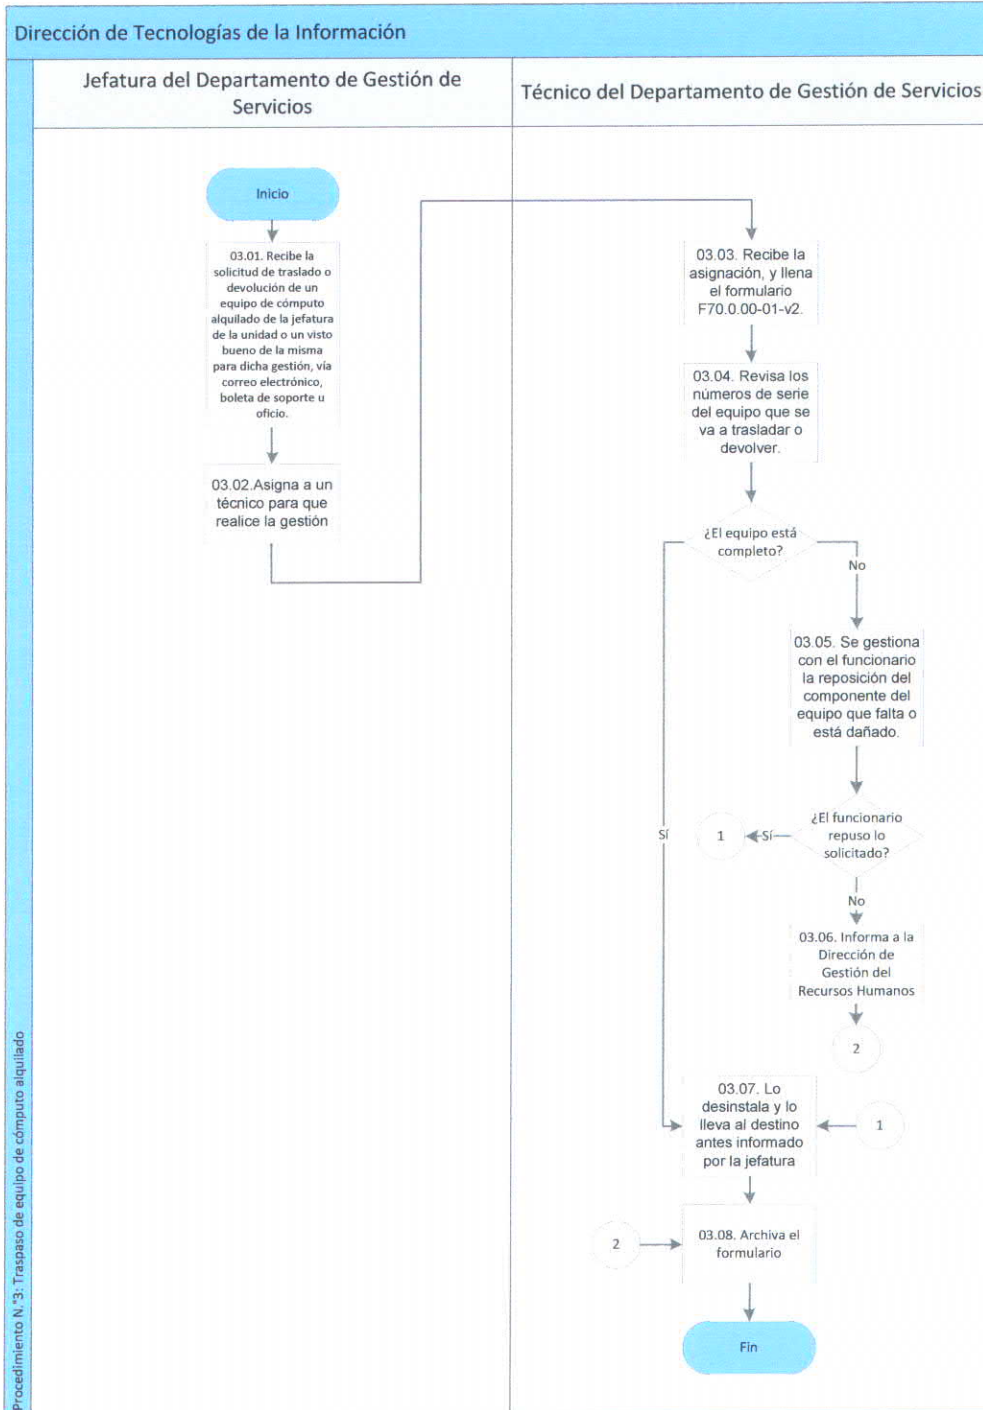 Dirección de Tecnologías de la Información
Jefatura del Departamento de Gestión de
Servicios
Técnico del Departamento de Gestión de Servicios
Procedimiento N.°3: Traspaso de equipo de cómputo alquilado
Inicio
03.01. Recibe la
solicitud de traslado o
devolución de un
equipo de cómputo
alquilado de la jefatura
de la unidad o un visto
bueno de la misma
para dicha gestión, vía
correo electrónico,
boleta de soporte u
oficio.
03.02.Asigna a un
técnico para que
realice la gestión
03.03. Recibe la
asignación, y llena
el formulario
F70.0.00-01-v2.
03.04. Revisa los
números de serie
del equipo que se
va a trasladar o
devolver.
¿El equipo está
completo?
No
03.05. Se gestiona
con el funcionario
la reposición del
componente del
equipo que falta o
está dañado.
¿El funcionario
repuso lo
solicitado?
Sí
1
Sí
No
03.06. Informa a la
Dirección de
Gestión del
Recursos Humanos
2
03.07. Lo
desinstala y lo
lleva al destino
antes informado
por la jefatura
1
2
03.08. Archiva el
formulario
Fin